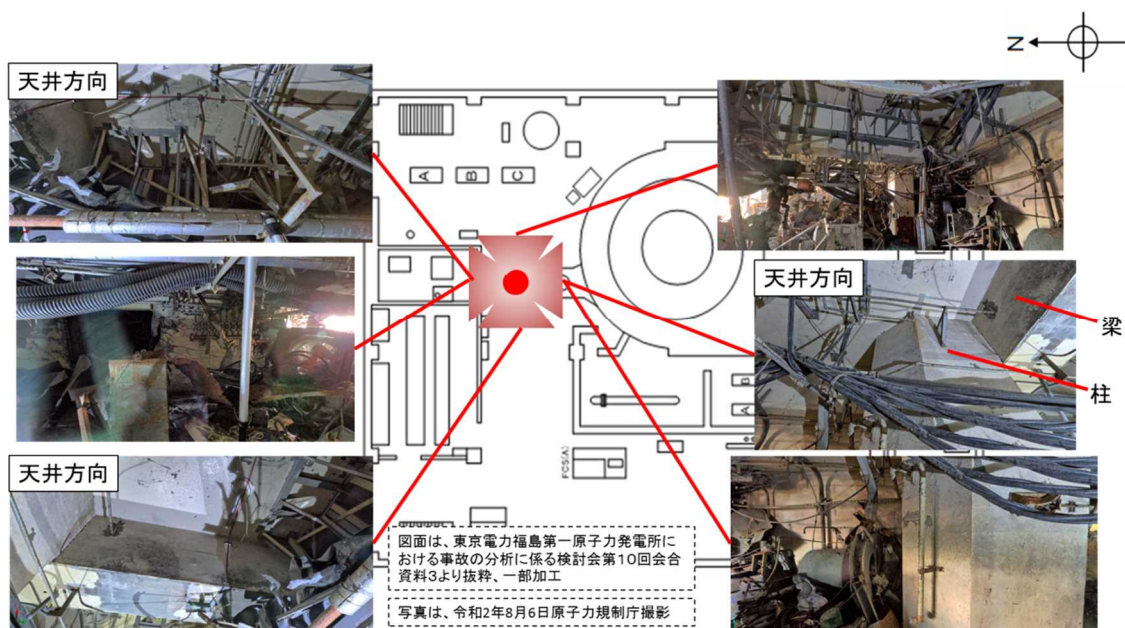 N
天井方向
天井方向
梁
柱
天井方向
A
B
C
B
A
FCS(A)
図面は、東京電力福島第一原子力発電所に
おける事故の分析に係る検討会第10回会合
資料3より抜粋、一部加工
写真は、令和2年8月6日原子力規制庁撮影